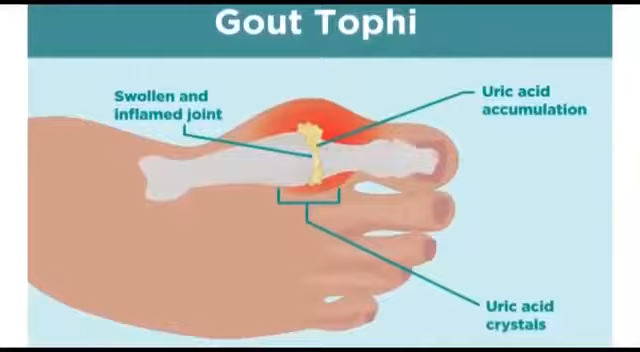 Gout Tophi
Swollen and
inflamed joint
Uric acid
accumulation
Uric acid
crystals